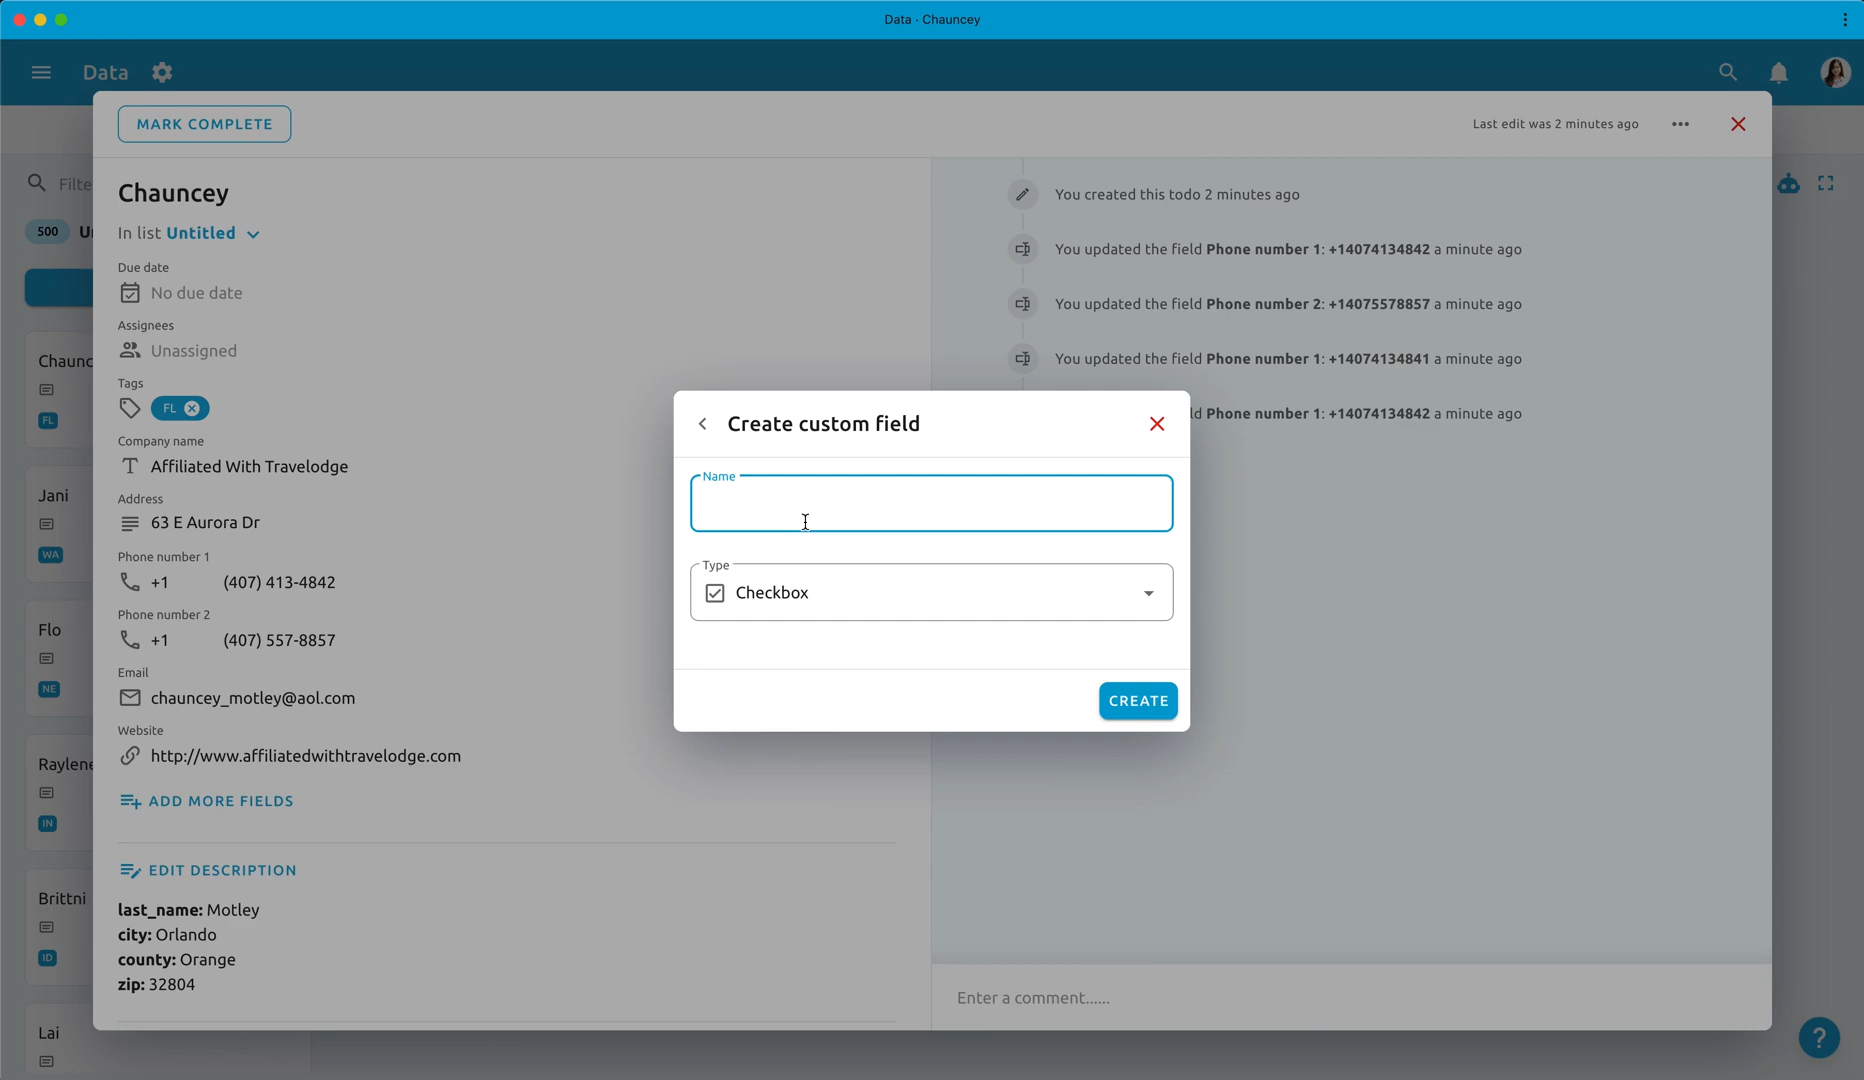 Data · Chauncey
Data
MARK COMPLETE
Last edit was 2 minutes ago
Filte
500
Chauncey
In list Untitled
Due date
No due date
Assignees
Unassigned
Tags
FL
Company name
Affiliated With Travelodge
Address
63 E Aurora Dr
Phone number 1
+1 (407) 413-4842
Phone number 2
+1 (407) 557-8857
Email
chauncey_motley@aol.com
Website
http://www.affiliatedwithtravelodge.com
ADD MORE FIELDS
EDIT DESCRIPTION
last_name: Motley
city: Orlando
county: Orange
zip: 32804
Chaunc
FL
Jani
WA
Flo
NE
Raylene
IN
Brittni
ID
Lai
You created this todo 2 minutes ago
You updated the field Phone number 1: +14074134842 a minute ago
You updated the field Phone number 2: +14075578857 a minute ago
You updated the field Phone number 1: +14074134841 a minute ago
ld Phone number 1: +14074134842 a minute ago
Create custom field
Name
Type
Checkbox
CREATE
Enter a comment......
?